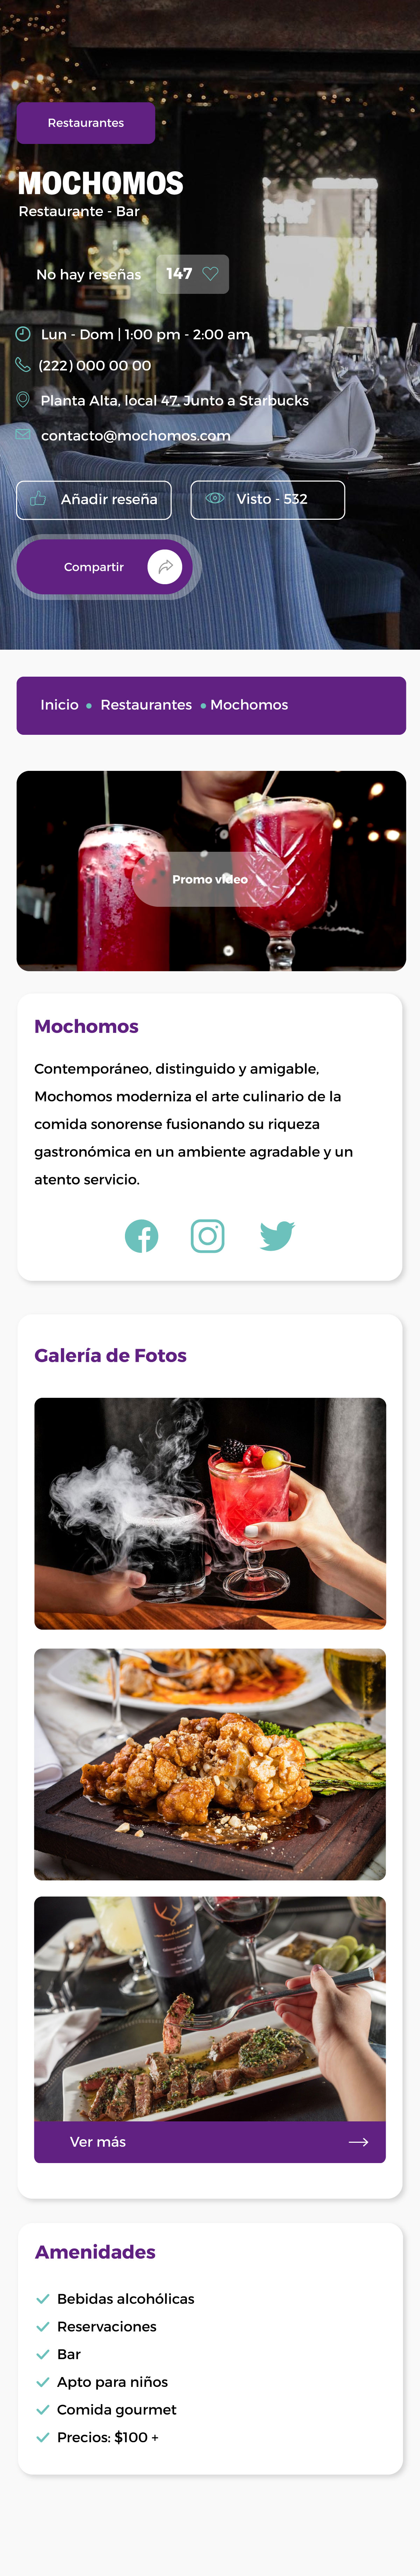 Restaurantes
MOCHOMOS
Restaurante - Bar
No hay reseñas 147
Lun - Dom | 1:00 pm - 2:00 am
(222) 000 00 00
Planta Alta, local 47. Junto a Starbucks
contacto@mochomos.com
Añadir reseña Visto - 532
Compartir
Inicio • Restaurantes • Mochomos
Promo video
Mochomos
Contemporáneo, distinguido y amigable,
Mochomos moderniza el arte culinario de la
comida sonorense fusionando su riqueza
gastronómica en un ambiente agradable y un
atento servicio.
Galería de Fotos
Ver más
Amenidades
Bebidas alcohólicas
Reservaciones
Bar
Apto para niños
Comida gourmet
Precios: $100 +